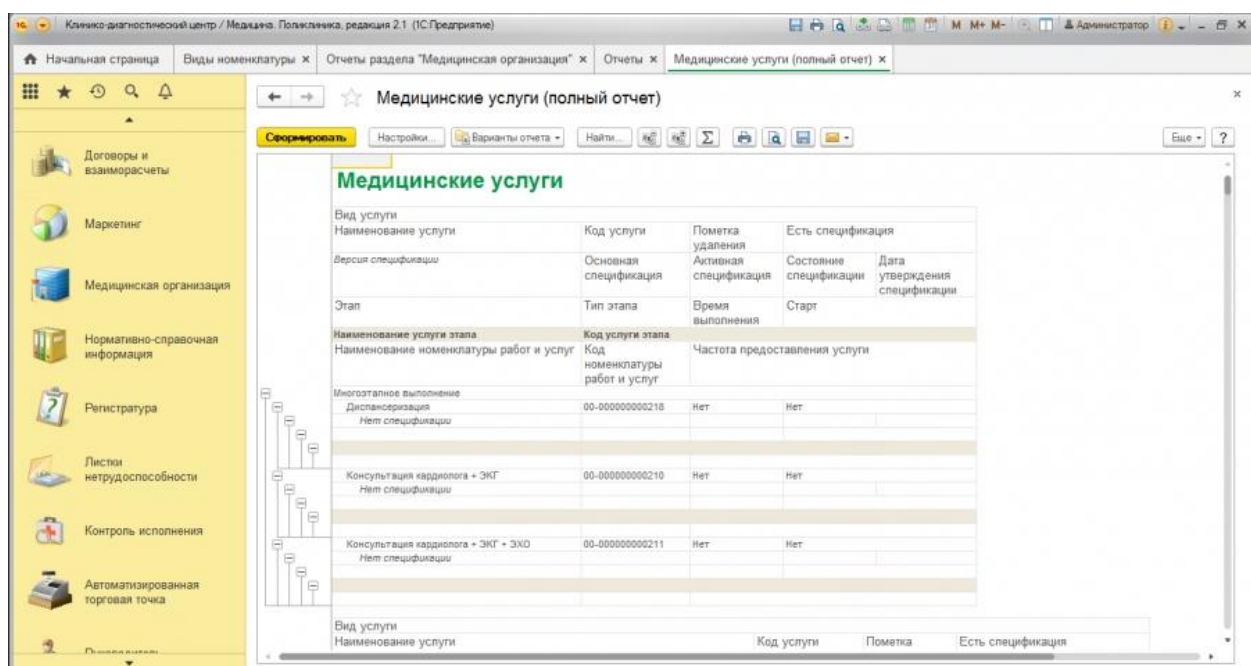 Клинико-диагностический центр / Медицина. Поликлиника, редакция 2.1 (1С:Предприятие)
M M+ M- Администратор
Начальная страница Виды номенклатуры × Отчеты раздела "Медицинская организация" × Отчеты × Медицинские услуги (полный отчет) ×
Медицинские услуги (полный отчет)
Сформировать Настройки... Варианты отчета Найти... Σ Еще ?
Договоры и
взаиморасчеты
Маркетинг
Медицинская организация
Нормативно-справочная
информация
Регистратура
Листки
нетрудоспособности
Контроль исполнения
Автоматизированная
торговая точка
Медицинские услуги
Вид услуги
Наименование услуги Код услуги Пометка Есть спецификация
удаления
Версия спецификации Основная Активная Состояние Дата
спецификация спецификация спецификации утверждения
спецификации
Этап Тип этапа Время Старт
выполнения
Наименование услуги этапа Код услуги этапа
Наименование номенклатуры работ и услуг Код Частота предоставления услуги
номенклатуры
работ и услуг
Многоэтапное выполнение
Диспансеризация 00-000000000218 Нет Нет
Нет спецификации
Консультация кардиолога + ЭКГ 00-000000000210 Нет Нет
Нет спецификации
Консультация кардиолога + ЭКГ + ЭХО 00-000000000211 Нет Нет
Нет спецификации
Вид услуги
Наименование услуги Код услуги Пометка Есть спецификация